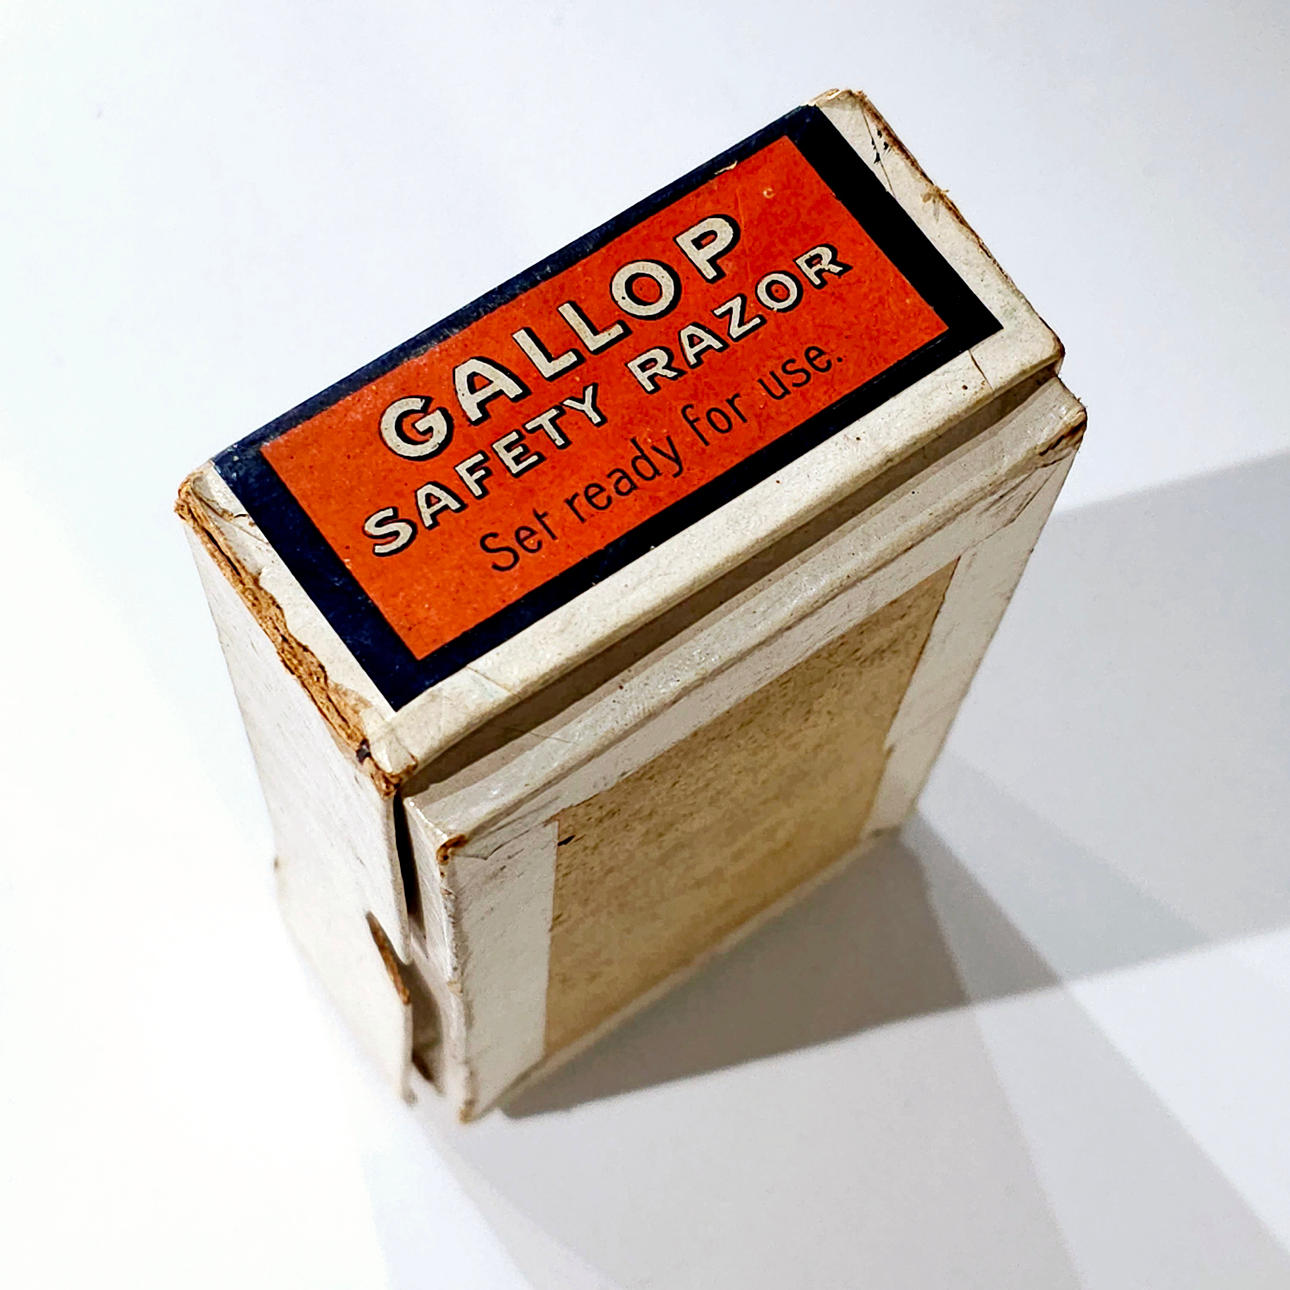 GALLOP
SAFETY RAZOR
Set ready for use.